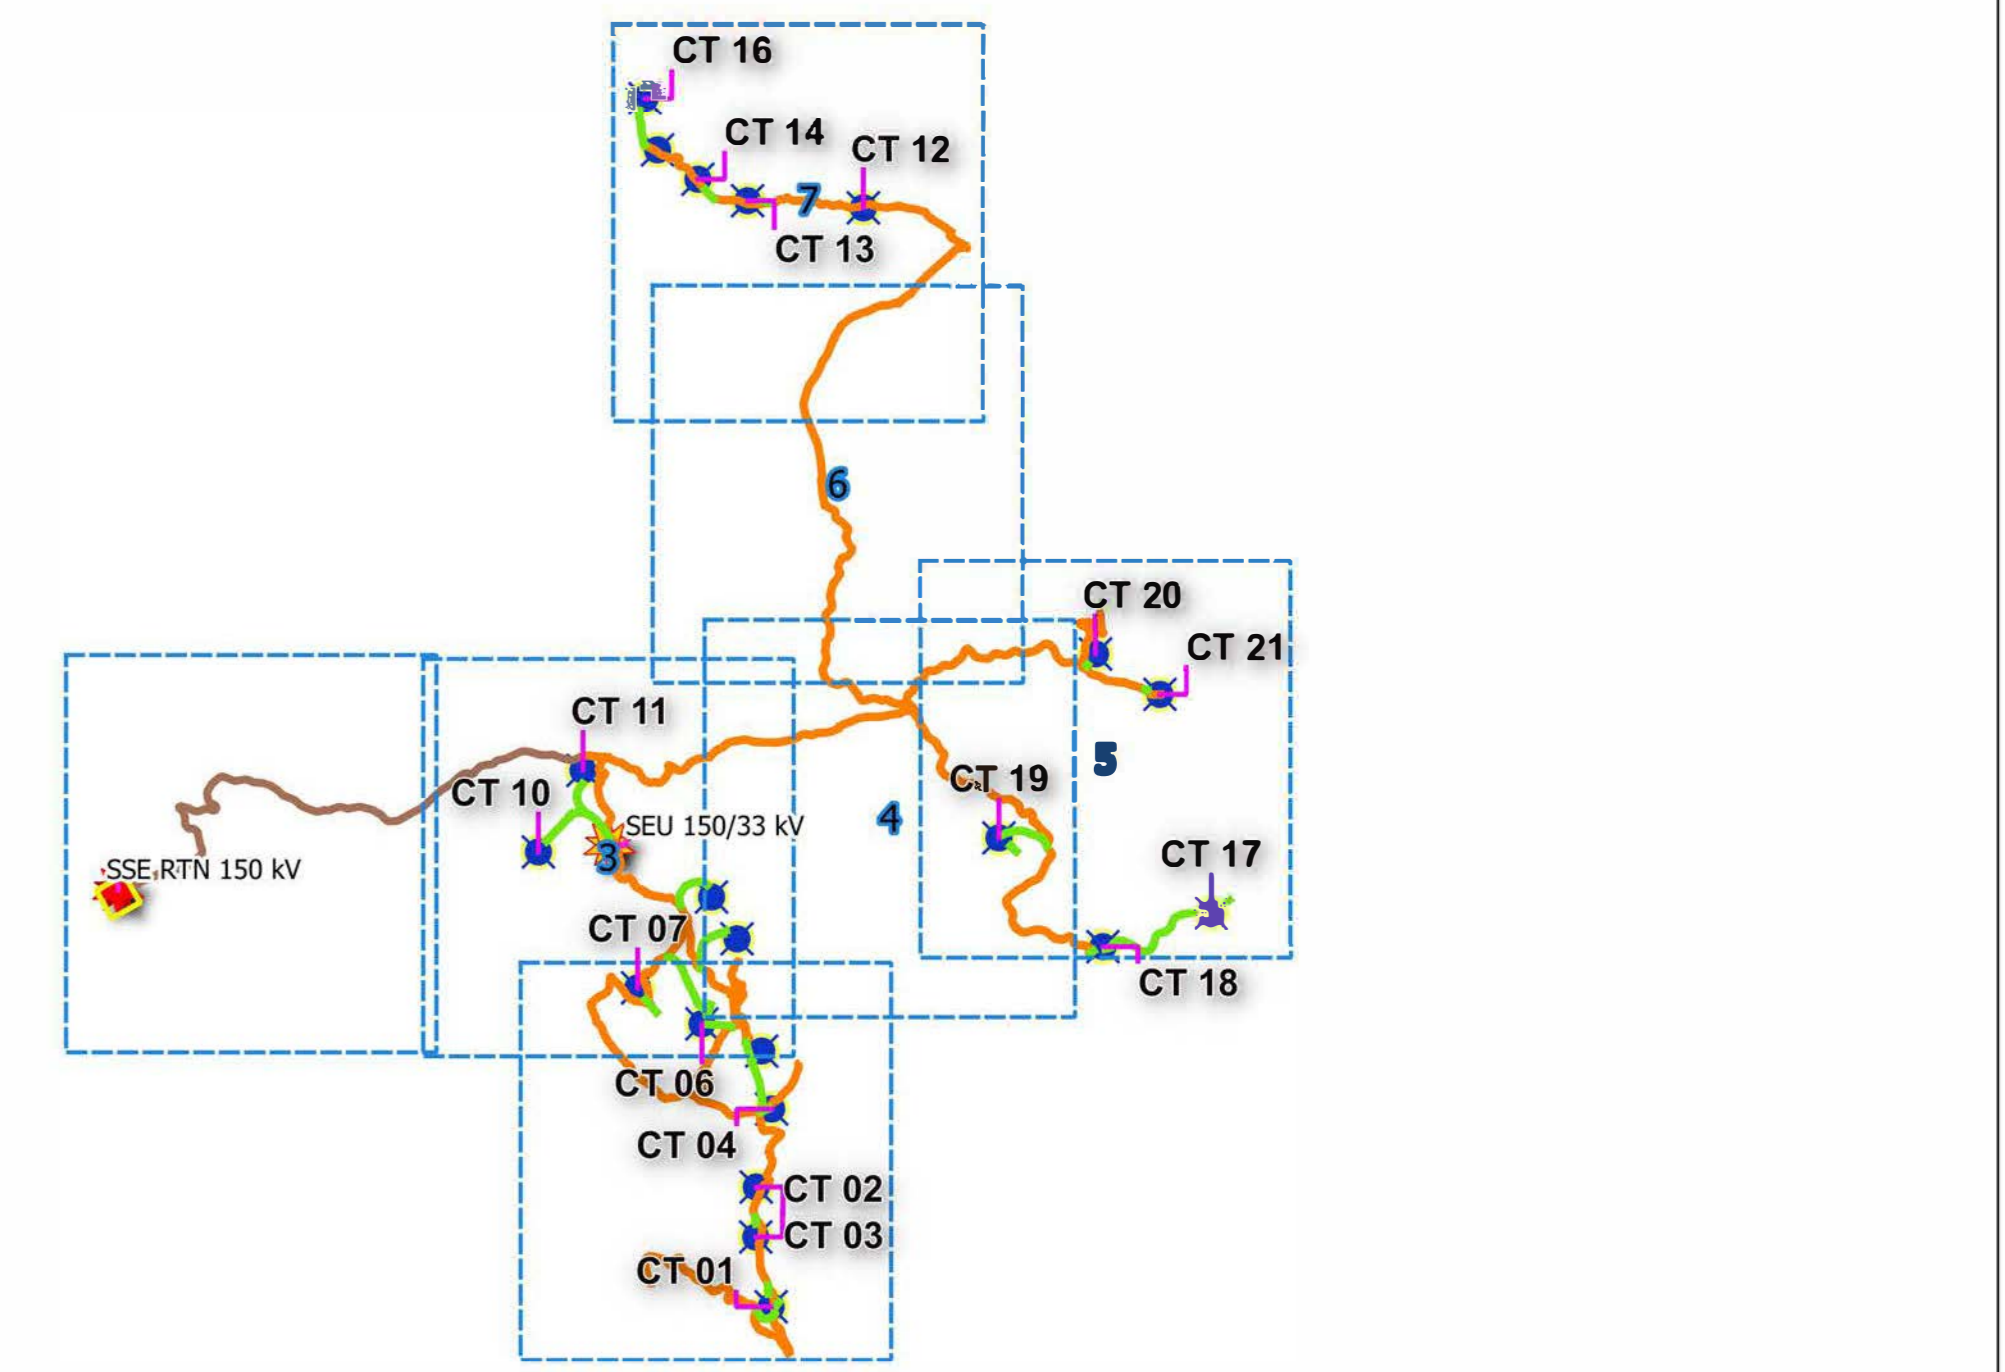 CT 16
CT 14
CT 12
7
CT 13
6
CT 20
CT 21
CT 11
5
CT 10
CT 19
SEU 150/33 kV
4
3
CT 17
SSE RTN 150 kV
CT 07
CT 18
CT 06
CT 04
CT 02
CT 03
CT 01